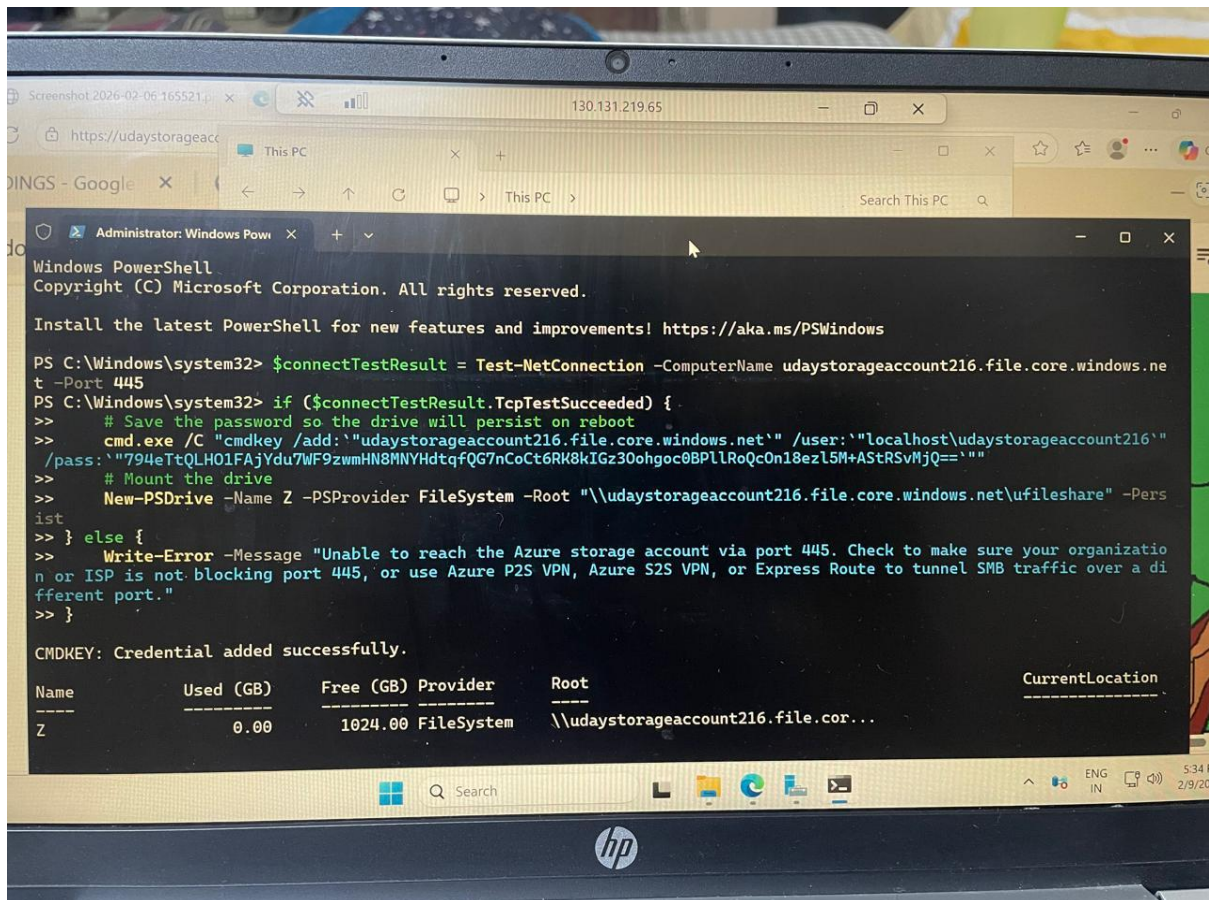 Screenshot 2026-02-06 165521.p
130.131.219.65
https://udaystorageacc
This PC
DINGS - Google
This PC
Search This PC
Administrator: Windows Powe
Windows PowerShell
Copyright (C) Microsoft Corporation. All rights reserved.
Install the latest PowerShell for new features and improvements! https://aka.ms/PSWindows
PS C:\Windows\system32> $connectTestResult = Test-NetConnection -ComputerName udaystorageaccount216.file.core.windows.ne
t -Port 445
PS C:\Windows\system32> if ($connectTestResult.TcpTestSucceeded) {
>>     # Save the password so the drive will persist on reboot
>>     cmd.exe /C "cmdkey /add:`"udaystorageaccount216.file.core.windows.net`" /user:`"localhost\udaystorageaccount216`"
/pass:`"794eTtQLHO1FAjYdu7WF9zwmHN8MNYHdtqfQG7nCoCt6RK8kIGz3Oohgoc0BPllRoQcOn18ezl5M+AStRSvMjQ==`""
>>     # Mount the drive
>>     New-PSDrive -Name Z -PSProvider FileSystem -Root "\\udaystorageaccount216.file.core.windows.net\ufileshare" -Pers
ist
>> } else {
>>     Write-Error -Message "Unable to reach the Azure storage account via port 445. Check to make sure your organizatio
n or ISP is not blocking port 445, or use Azure P2S VPN, Azure S2S VPN, or Express Route to tunnel SMB traffic over a di
fferent port."
>> }
CMDKEY: Credential added successfully.
Name Used (GB) Free (GB) Provider Root CurrentLocation
---- --------- --------- -------- ---- ---------------
Z 0.00 1024.00 FileSystem \\udaystorageaccount216.file.cor...
Search
ENG
IN
5:34
2/9/20
hp